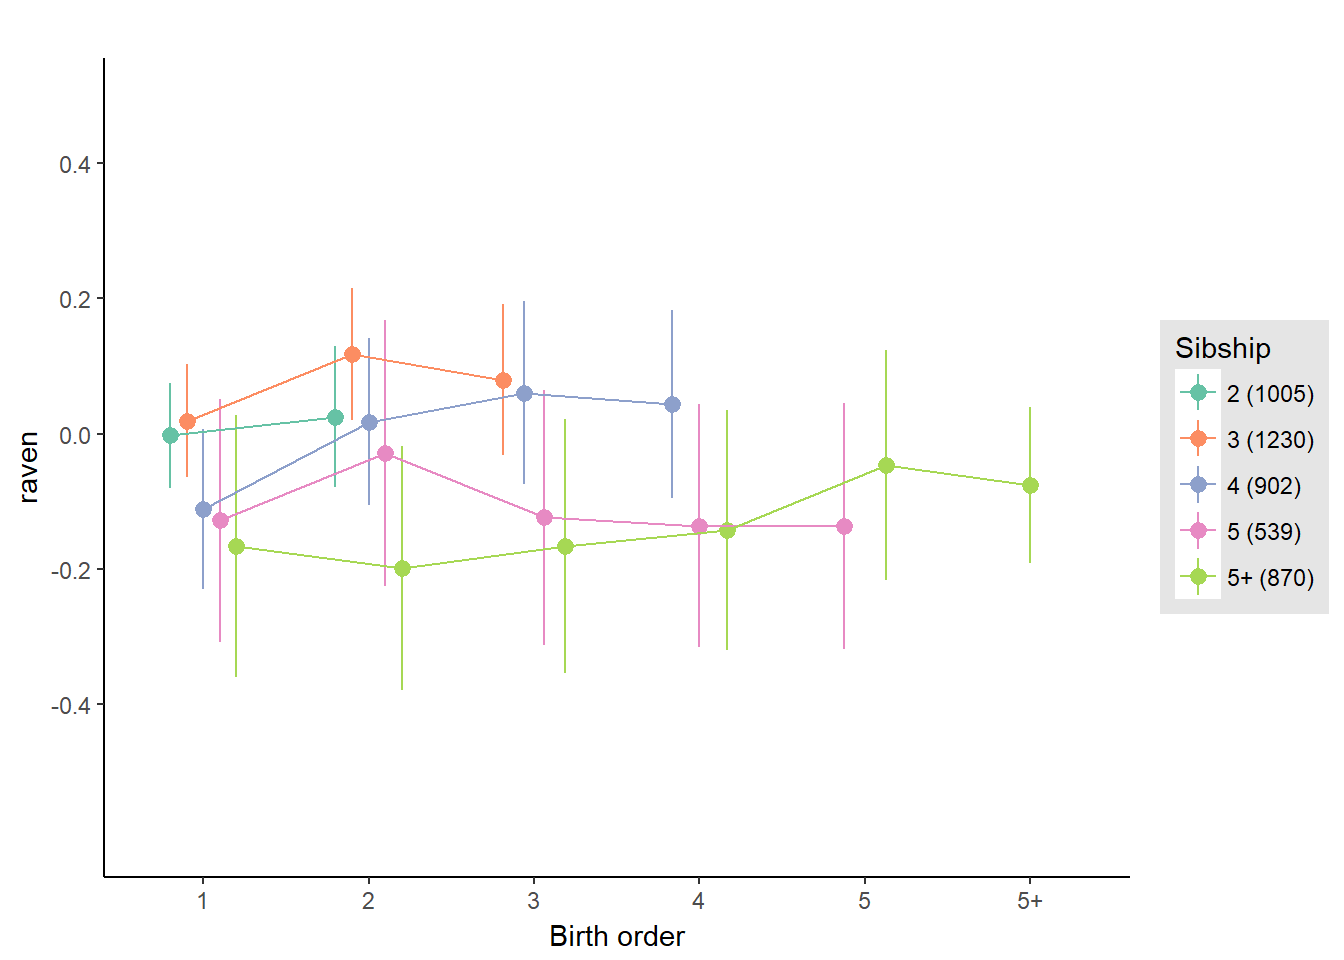 0.4
0.2
0.0
-0.2
-0.4
raven
1 2 3 4 5 5+
Birth order
Sibship
2 (1005)
3 (1230)
4 (902)
5 (539)
5+ (870)